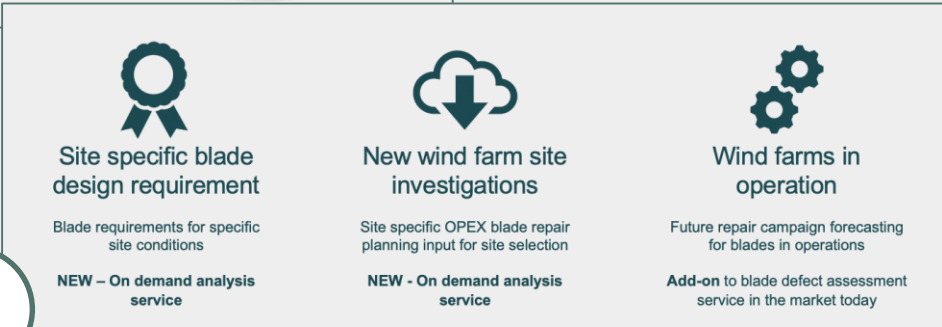 Site specific blade
design requirement
Blade requirements for specific
site conditions
NEW – On demand analysis
service
New wind farm site
investigations
Site specific OPEX blade repair
planning input for site selection
NEW - On demand analysis
service
Wind farms in
operation
Future repair campaign forecasting
for blades in operations
Add-on to blade defect assessment
service in the market today